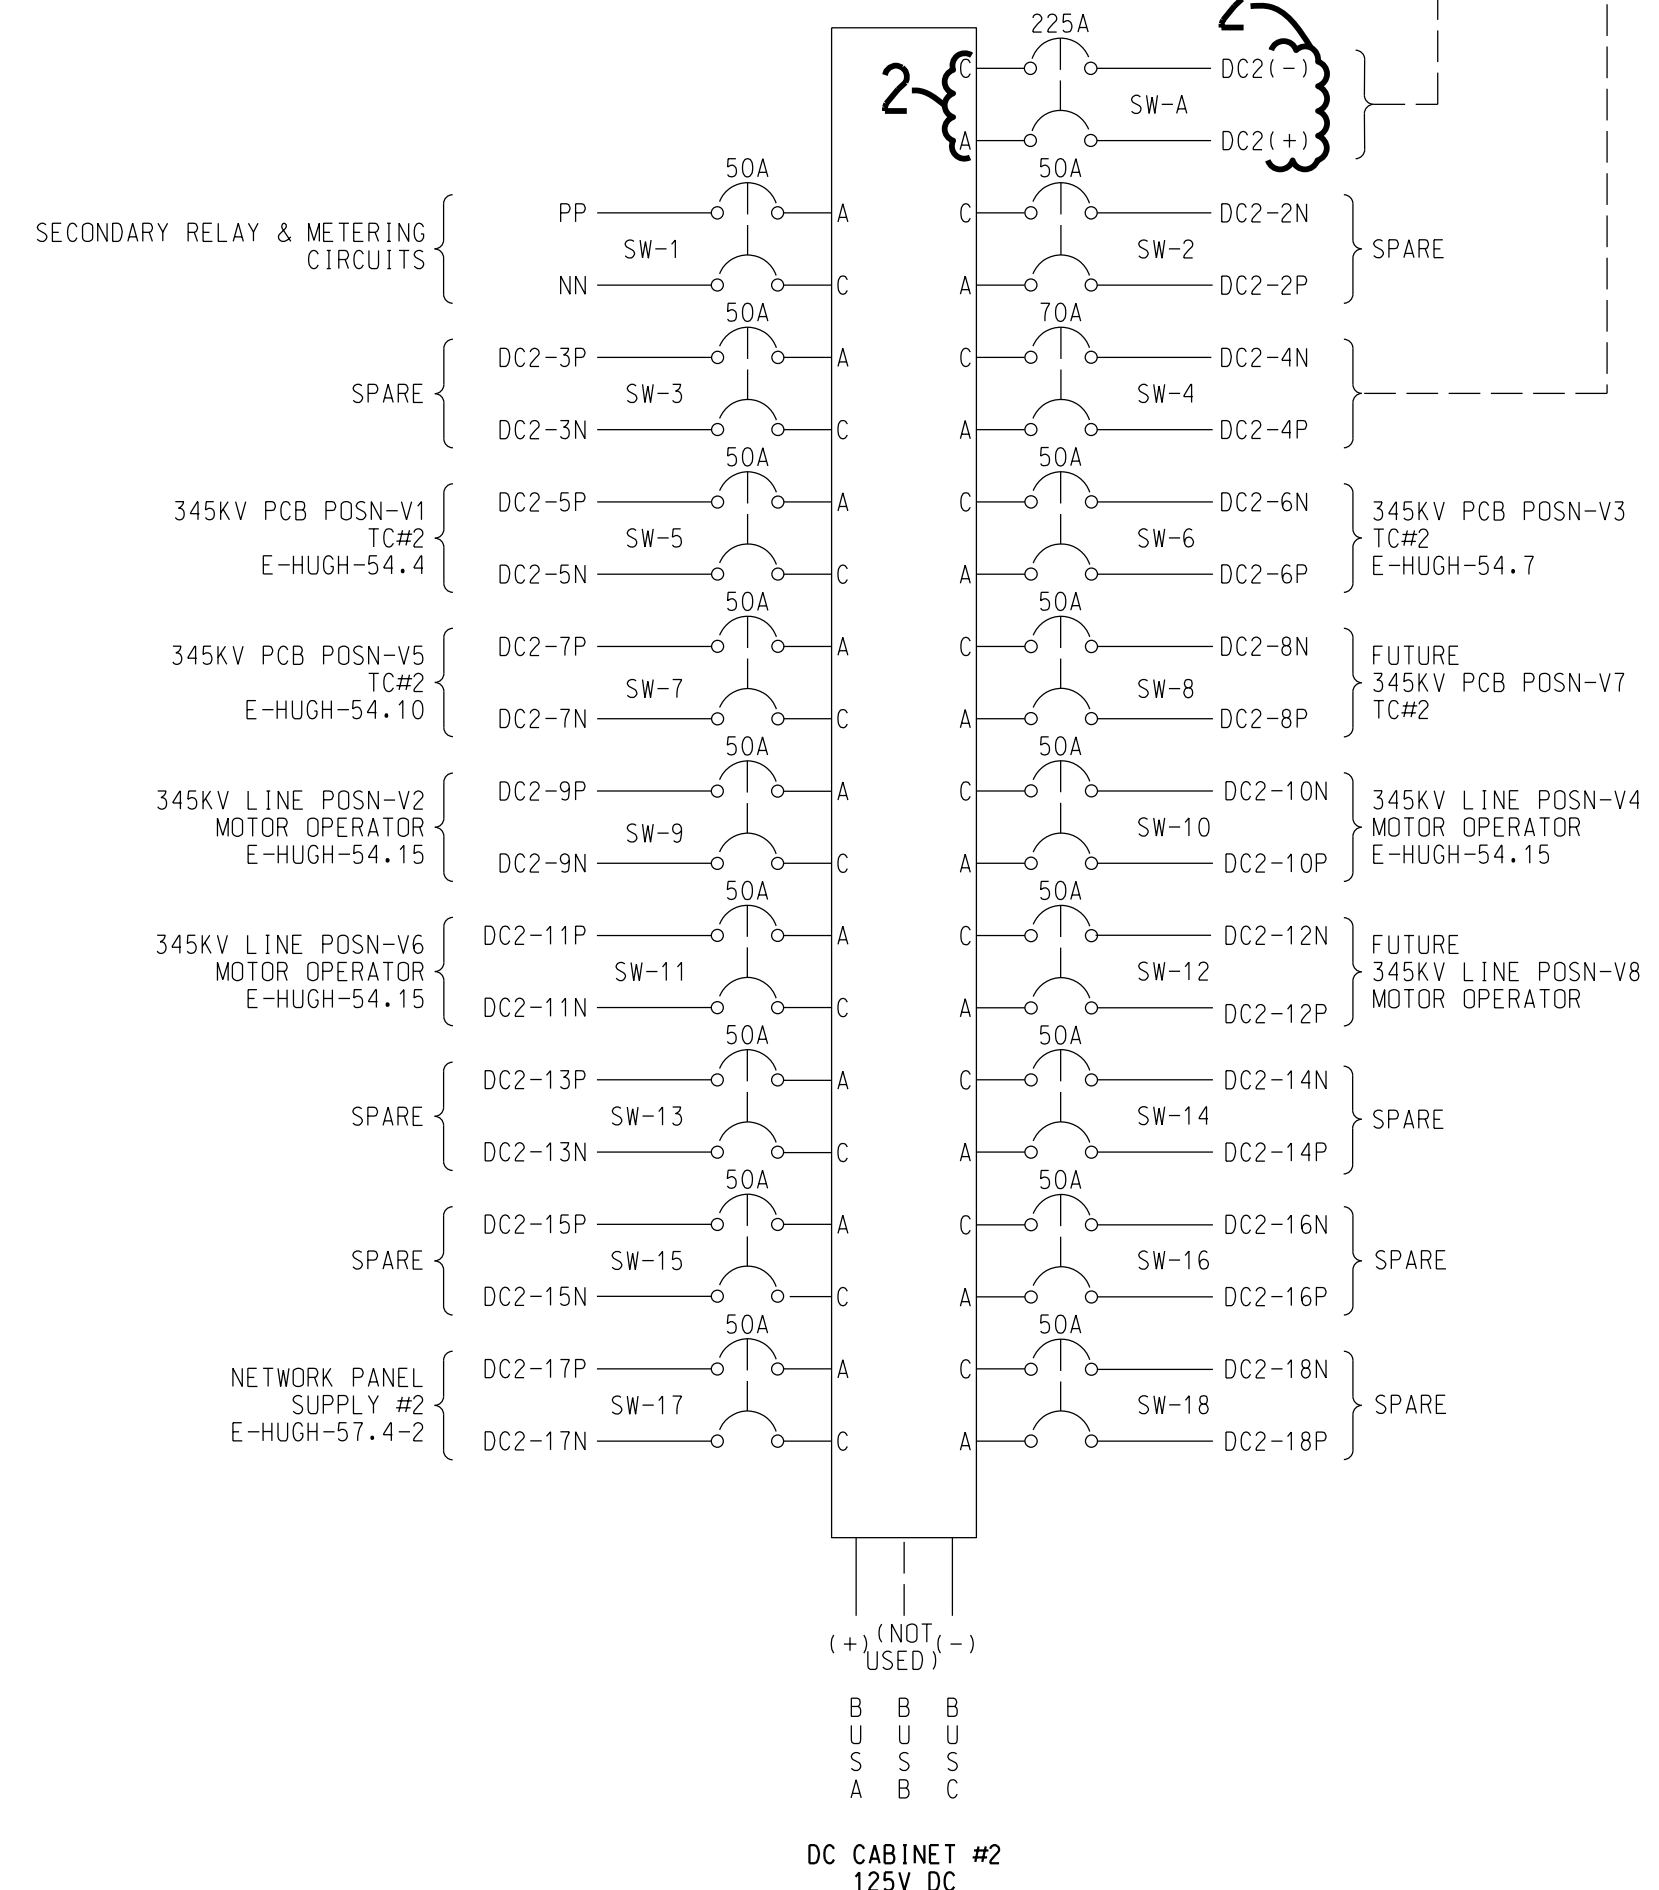 225A
2
2
C
DC2(-)
SW-A
A
DC2(+)
50A
50A
SECONDARY RELAY & METERING
CIRCUITS
PP
A
SW-1
NN
C
C
DC2-2N
SW-2
A
DC2-2P
SPARE
50A
70A
SPARE
DC2-3P
A
SW-3
DC2-3N
C
C
DC2-4N
SW-4
A
DC2-4P
50A
50A
345KV PCB POSN-V1
TC#2
E-HUGH-54.4
DC2-5P
A
SW-5
DC2-5N
C
C
DC2-6N
SW-6
A
DC2-6P
345KV PCB POSN-V3
TC#2
E-HUGH-54.7
50A
50A
345KV PCB POSN-V5
TC#2
E-HUGH-54.10
DC2-7P
A
SW-7
DC2-7N
C
C
DC2-8N
SW-8
A
DC2-8P
FUTURE
345KV PCB POSN-V7
TC#2
50A
50A
345KV LINE POSN-V2
MOTOR OPERATOR
E-HUGH-54.15
DC2-9P
A
SW-9
DC2-9N
C
C
DC2-10N
SW-10
A
DC2-10P
345KV LINE POSN-V4
MOTOR OPERATOR
E-HUGH-54.15
50A
50A
345KV LINE POSN-V6
MOTOR OPERATOR
E-HUGH-54.15
DC2-11P
A
SW-11
DC2-11N
C
C
DC2-12N
SW-12
A
DC2-12P
FUTURE
345KV LINE POSN-V8
MOTOR OPERATOR
50A
50A
SPARE
DC2-13P
A
SW-13
DC2-13N
C
C
DC2-14N
SW-14
A
DC2-14P
SPARE
50A
50A
SPARE
DC2-15P
A
SW-15
DC2-15N
C
C
DC2-16N
SW-16
A
DC2-16P
SPARE
50A
50A
NETWORK PANEL
SUPPLY #2
E-HUGH-57.4-2
DC2-17P
A
SW-17
DC2-17N
C
C
DC2-18N
SW-18
A
DC2-18P
SPARE
(+)
(NOT
USED)
(-)
BUS A
BUS B
BUS C
DC CABINET #2
125V DC